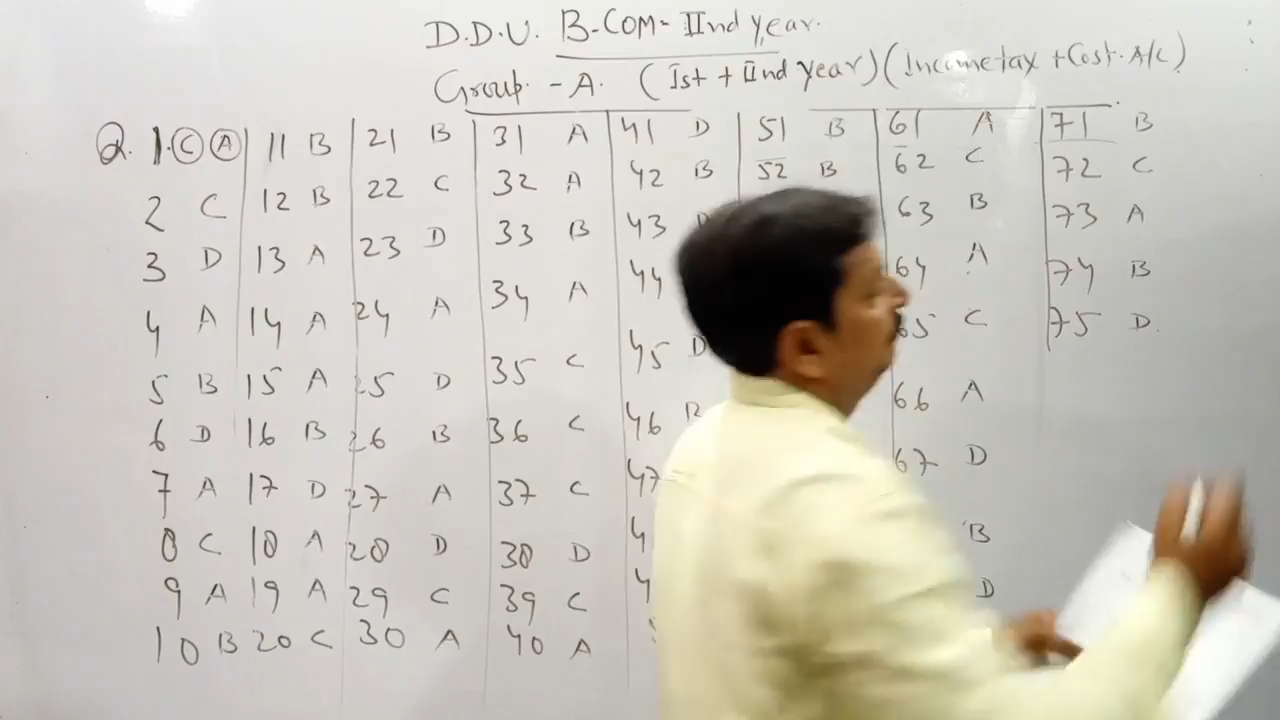 D.D.U. B-COM- IInd year.
Group - A. (Ist + IInd year) (Incometax + Cost. A/c)
Q. 1. C A 11 B 21 B 31 A 41 D 51 B 61 A 71 B
2 C 12 B 22 C 32 A 42 B 52 B 62 C 72 C
3 D 13 A 23 D 33 B 43 63 B 73 A
4 A 14 A 24 A 34 A 44 64 A 74 B
5 B 15 A 25 D 35 C 45 D 65 C 75 D.
6 D 16 B 26 B 36 C 46 B 66 A
7 A 17 D 27 A 37 C 47 67 D
8 C 18 A 28 D 38 D 4 B
9 A 19 A 29 C 39 C 4 D
10 B 20 C 30 A 40 A